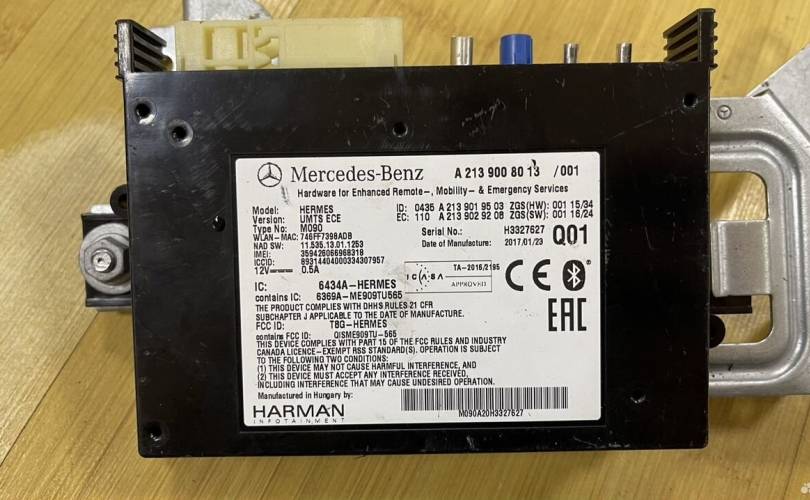 Mercedes-Benz A 213 900 80 13 /001
Hardware for Enhanced Remote-, Mobility- & Emergency Services
Model: HERMES ID: 0435 A 213 901 95 03 ZGS(HW): 001 15/34
Version: UMTS ECE EC: 110 A 213 902 92 08 ZGS(SW): 001 16/24
Type No: M090 Serial No.: H3327627 Q01
WLAN-MAC: 746FF7398ADB Date of Manufacture: 2017/01/23
NAD SW: 11.535.13.01.1253
IMEI: 359426066968318
ICCID: 89314404000334307957
12V 0.5A
ICASA TA-2016/2195
APPROVED
CE
EAC
IC: 6434A-HERMES
contains IC: 6369A-ME909TU565
THE PRODUCT COMPLIES WITH DHHS RULES 21 CFR
SUBCHAPTER J APPLICABLE TO THE DATE OF MANUFACTURE.
FCC ID: T8G-HERMES
contains FCC ID: QISME909TU-565
THIS DEVICE COMPLIES WITH PART 15 OF THE FCC RULES AND INDUSTRY
CANADA LICENCE-EXEMPT RSS STANDARD(S). OPERATION IS SUBJECT
TO THE FOLLOWING TWO CONDITIONS:
(1) THIS DEVICE MAY NOT CAUSE HARMFUL INTERFERENCE, AND
(2) THIS DEVICE MUST ACCEPT ANY INTERFERENCE RECEIVED,
INCLUDING INTERFERENCE THAT MAY CAUSE UNDESIRED OPERATION.
Manufactured in Hungary by:
HARMAN
INFOTAINMENT
M090A20H3327627